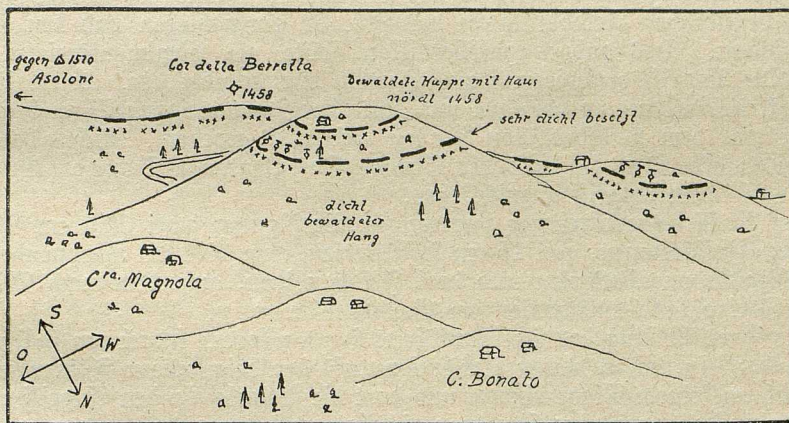 gegen △ 1520
Asolone
Col della Berretta
1458
Bewaldete Kuppe mit Haus
nördl 1458
sehr dicht besetzt
dicht
bewaldeter
Hang
Cra. Magnola
C. Bonato
S
O
W
N